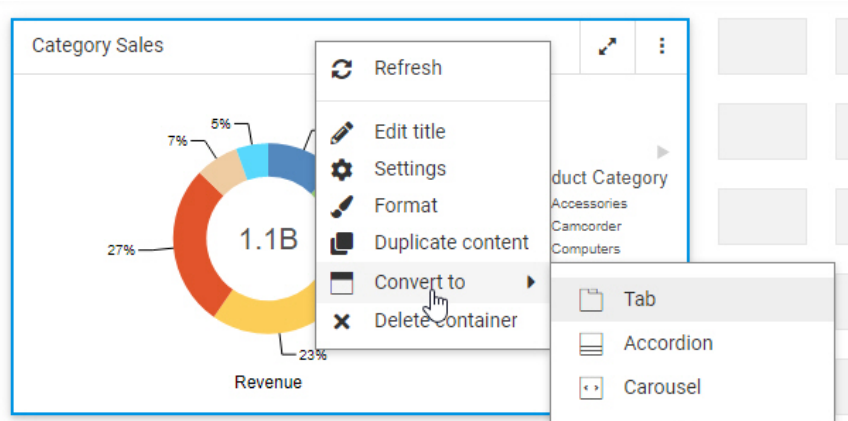 Category Sales
Refresh
Edit title
Settings
Format
Duplicate content
Convert to
Delete container
5%
7%
27%
23%
1.1B
Revenue
duct Category
Accessories
Camcorder
Computers
Tab
Accordion
Carousel